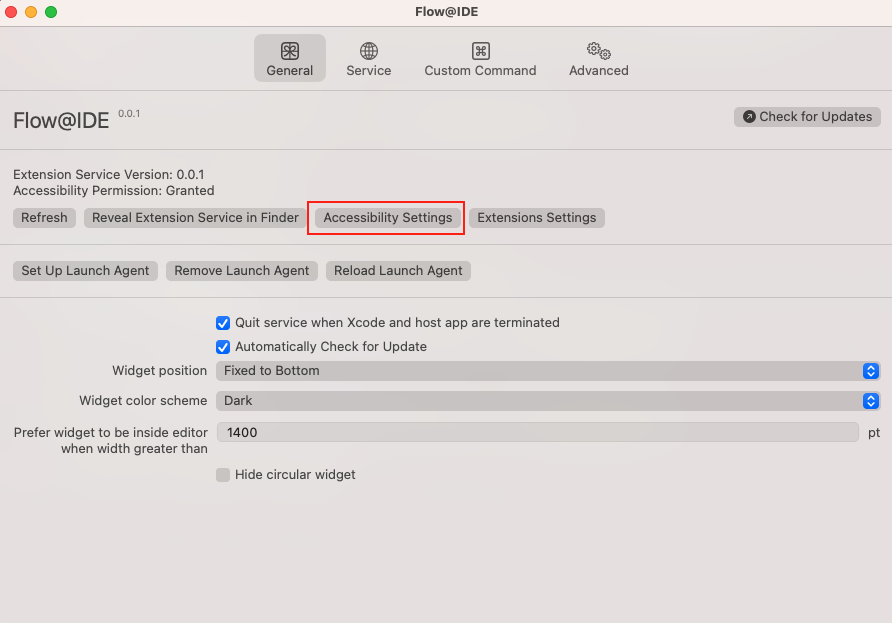 Flow@IDE
General
Service
Custom Command
Advanced
Flow@IDE 0.0.1
Check for Updates
Extension Service Version: 0.0.1
Accessibility Permission: Granted
Refresh
Reveal Extension Service in Finder
Accessibility Settings
Extensions Settings
Set Up Launch Agent
Remove Launch Agent
Reload Launch Agent
Quit service when Xcode and host app are terminated
Automatically Check for Update
Widget position
Fixed to Bottom
Widget color scheme
Dark
Prefer widget to be inside editor
when width greater than
1400
pt
Hide circular widget